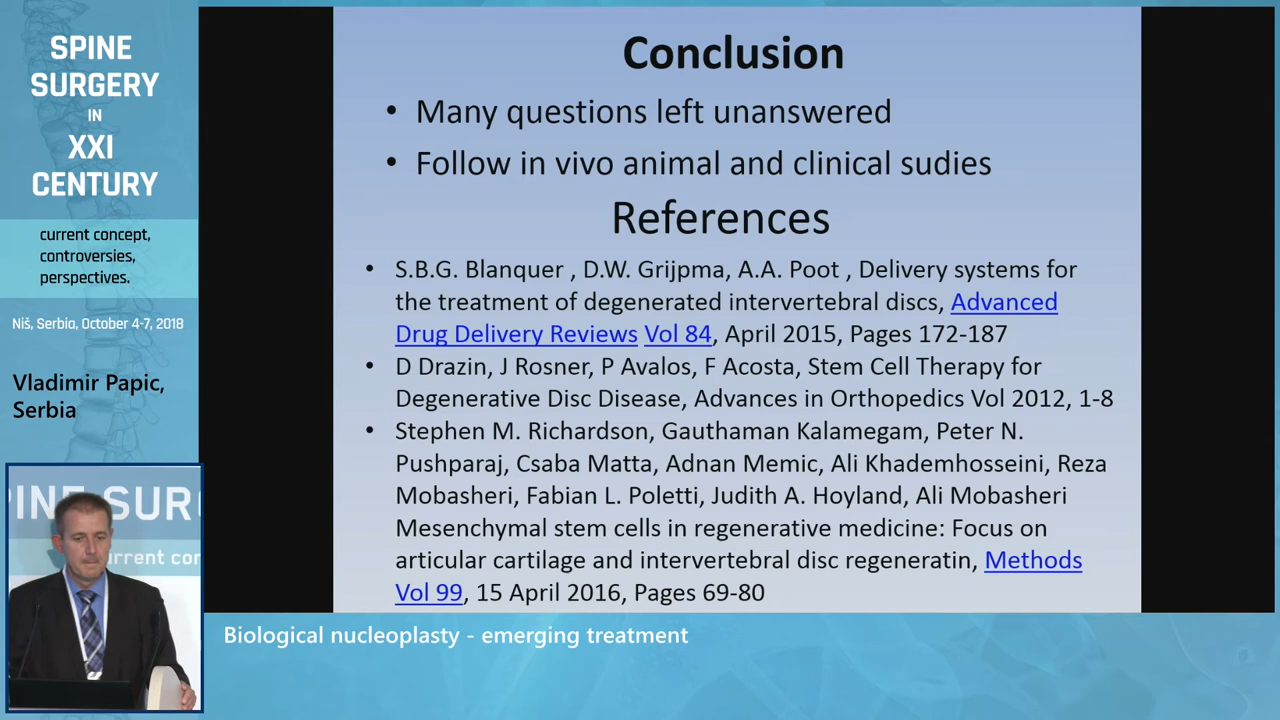 SPINE
SURGERY
IN
XXI
CENTURY
current concept,
controversies,
perspectives.
Niš, Serbia, October 4-7, 2018
Vladimir Papic,
Serbia
PINE SUR
urrent con
Conclusion
• Many questions left unanswered
• Follow in vivo animal and clinical sudies
References
• S.B.G. Blanquer , D.W. Grijpma, A.A. Poot , Delivery systems for
the treatment of degenerated intervertebral discs, Advanced
Drug Delivery Reviews Vol 84, April 2015, Pages 172-187
• D Drazin, J Rosner, P Avalos, F Acosta, Stem Cell Therapy for
Degenerative Disc Disease, Advances in Orthopedics Vol 2012, 1-8
• Stephen M. Richardson, Gauthaman Kalamegam, Peter N.
Pushparaj, Csaba Matta, Adnan Memic, Ali Khademhosseini, Reza
Mobasheri, Fabian L. Poletti, Judith A. Hoyland, Ali Mobasheri
Mesenchymal stem cells in regenerative medicine: Focus on
articular cartilage and intervertebral disc regeneratin, Methods
Vol 99, 15 April 2016, Pages 69-80
Biological nucleoplasty - emerging treatment